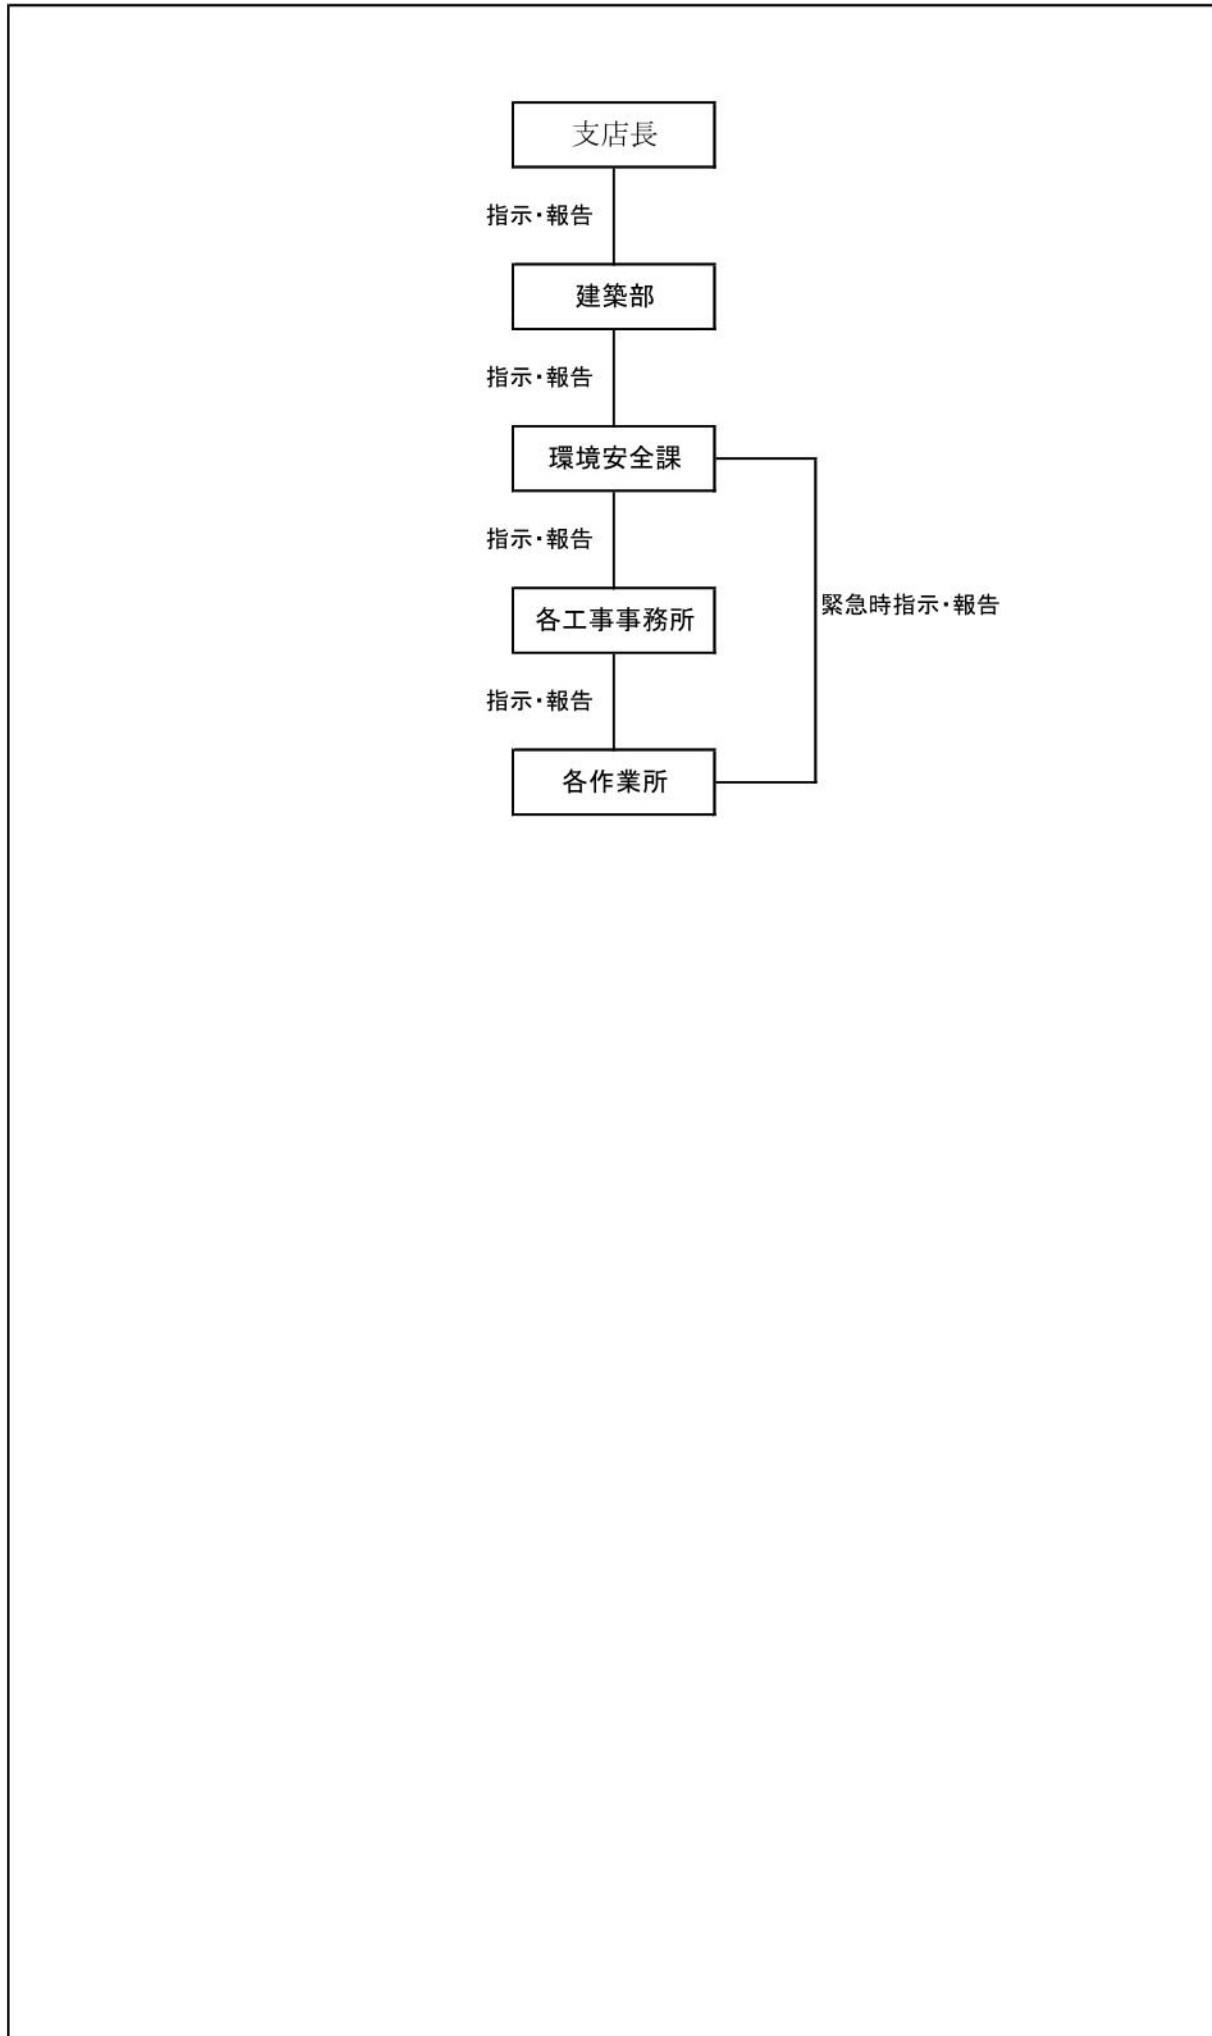 支店長
指示・報告
建築部
指示・報告
環境安全課
指示・報告
各工事事務所
緊急時指示・報告
指示・報告
各作業所